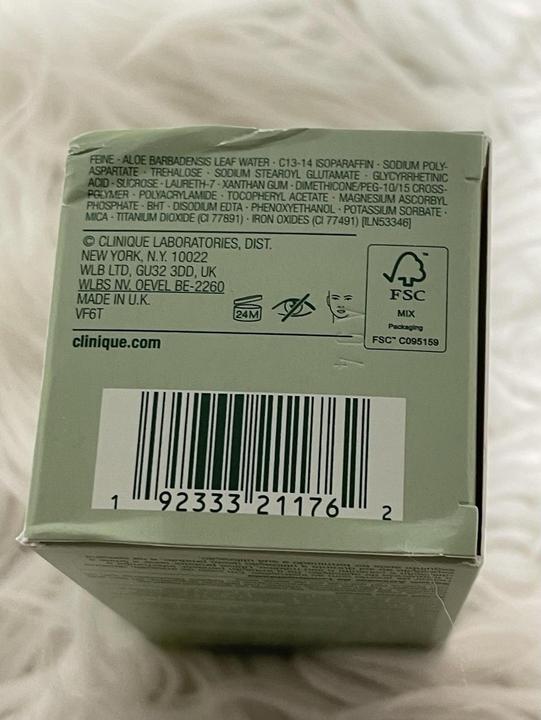 FEINE · ALOE BARBADENSIS LEAF WATER · C13-14 ISOPARAFFIN · SODIUM POLY-
ASPARTATE · TREHALOSE · SODIUM STEAROYL GLUTAMATE · GLYCYRRHETINIC
ACID · SUCROSE · LAURETH-7 · XANTHAN GUM · DIMETHICONE/PEG-10/15 CROSS-
POLYMER · POLYACRYLAMIDE · TOCOPHERYL ACETATE · MAGNESIUM ASCORBYL
PHOSPHATE · BHT · DISODIUM EDTA · PHENOXYETHANOL · POTASSIUM SORBATE ·
MICA · TITANIUM DIOXIDE (CI 77891) · IRON OXIDES (CI 77491) [ILN53346]
© CLINIQUE LABORATORIES, DIST.
NEW YORK, N.Y. 10022
WLB LTD, GU32 3DD, UK
WLBS NV, OEVEL BE-2260
MADE IN U.K.
VF6T
24M
FSC
MIX
Packaging
FSC™ C095159
clinique.com
1 92333 21176 2